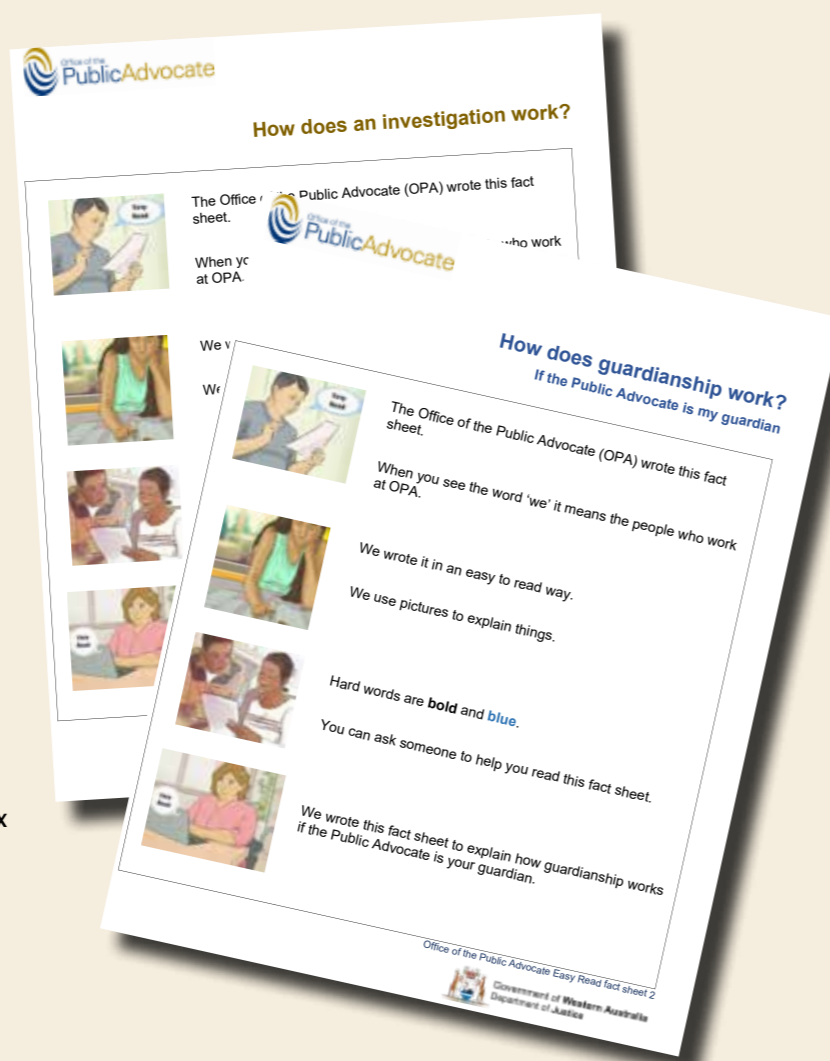 Office of the
PublicAdvocate
How does an investigation work?
The Office Public Advocate (OPA) wrote this fact
sheet.
who work
at OPA.
We
Office of the
PublicAdvocate
How does guardianship work?
If the Public Advocate is my guardian
Easy
Read
The Office of the Public Advocate (OPA) wrote this fact
sheet.
When you see the word ‘we’ it means the people who work
at OPA.
We wrote it in an easy to read way.
We use pictures to explain things.
Hard words are bold and blue.
You can ask someone to help you read this fact sheet.
We wrote this fact sheet to explain how guardianship works
if the Public Advocate is your guardian.
Office of the Public Advocate Easy Read fact sheet 2
Government of Western Australia
Department of Justice
x